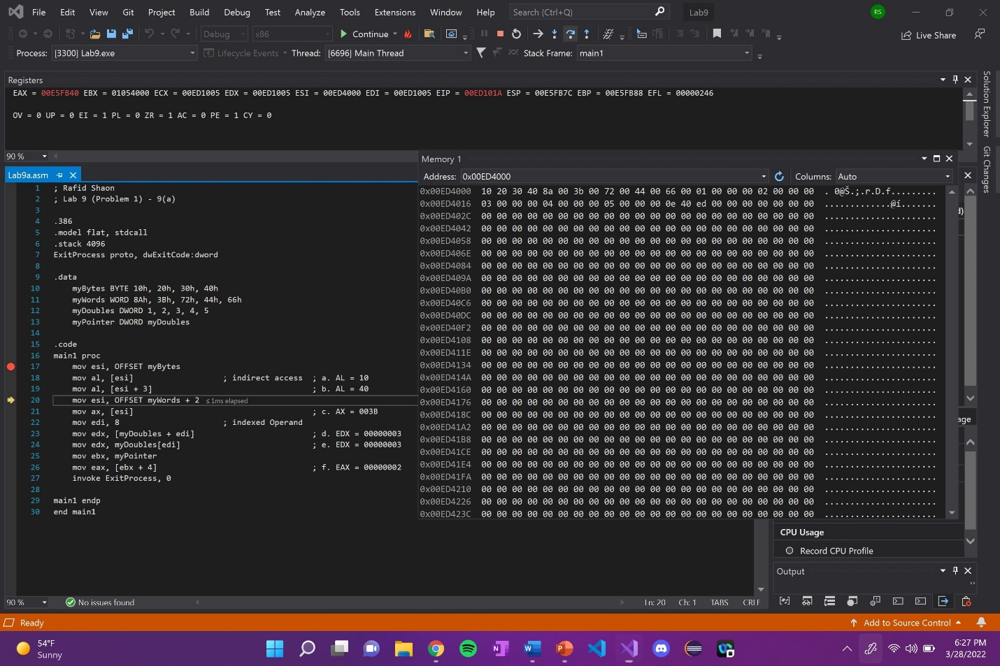 File Edit View Git Project Build Debug Test Analyze Tools Extensions Window Help Search (Ctrl+Q) Lab9 RS
Debug x86 Continue Live Share
Process: [3300] Lab9.exe Lifecycle Events Thread: [6696] Main Thread Stack Frame: main1
Registers
EAX = 00E5FB40 EBX = 01054000 ECX = 00ED1005 EDX = 00ED1005 ESI = 00ED4000 EDI = 00ED1005 EIP = 00ED101A ESP = 00E5FB7C EBP = 00E5FB88 EFL = 00000246
OV = 0 UP = 0 EI = 1 PL = 0 ZR = 1 AC = 0 PE = 1 CY = 0
90 %
Solution Explorer
Git Changes
Lab9a.asm
1 ; Rafid Shaon
2 ; Lab 9 (Problem 1) - 9(a)
3
4 .386
5 .model flat, stdcall
6 .stack 4096
7 ExitProcess proto, dwExitCode:dword
8
9 .data
10 myBytes BYTE 10h, 20h, 30h, 40h
11 myWords WORD 8Ah, 3Bh, 72h, 44h, 66h
12 myDoubles DWORD 1, 2, 3, 4, 5
13 myPointer DWORD myDoubles
14
15 .code
16 main1 proc
17 mov esi, OFFSET myBytes
18 mov al, [esi] ; indirect access ; a. AL = 10
19 mov al, [esi + 3] ; b. AL = 40
20 mov esi, OFFSET myWords + 2 ≤ 1ms elapsed
21 mov ax, [esi] ; c. AX = 003B
22 mov edi, 8 ; indexed Operand
23 mov edx, [myDoubles + edi] ; d. EDX = 00000003
24 mov edx, myDoubles[edi] ; e. EDX = 00000003
25 mov ebx, myPointer
26 mov eax, [ebx + 4] ; f. EAX = 00000002
27 invoke ExitProcess, 0
28
29 main1 endp
30 end main1
Memory 1
Address: 0x00ED4000 Columns: Auto
0x00ED4000 10 20 30 40 8a 00 3b 00 72 00 44 00 66 00 01 00 00 00 02 00 00 00 . 0@Š.;.r.D.f.........
0x00ED4016 03 00 00 00 04 00 00 00 05 00 00 00 0e 40 ed 00 00 00 00 00 00 00 .............@í.......
0x00ED402C 00 00 00 00 00 00 00 00 00 00 00 00 00 00 00 00 00 00 00 00 00 00 ......................
0x00ED4042 00 00 00 00 00 00 00 00 00 00 00 00 00 00 00 00 00 00 00 00 00 00 ......................
0x00ED4058 00 00 00 00 00 00 00 00 00 00 00 00 00 00 00 00 00 00 00 00 00 00 ......................
0x00ED406E 00 00 00 00 00 00 00 00 00 00 00 00 00 00 00 00 00 00 00 00 00 00 ......................
0x00ED4084 00 00 00 00 00 00 00 00 00 00 00 00 00 00 00 00 00 00 00 00 00 00 ......................
0x00ED409A 00 00 00 00 00 00 00 00 00 00 00 00 00 00 00 00 00 00 00 00 00 00 ......................
0x00ED40B0 00 00 00 00 00 00 00 00 00 00 00 00 00 00 00 00 00 00 00 00 00 00 ......................
0x00ED40C6 00 00 00 00 00 00 00 00 00 00 00 00 00 00 00 00 00 00 00 00 00 00 ......................
0x00ED40DC 00 00 00 00 00 00 00 00 00 00 00 00 00 00 00 00 00 00 00 00 00 00 ......................
0x00ED40F2 00 00 00 00 00 00 00 00 00 00 00 00 00 00 00 00 00 00 00 00 00 00 ......................
0x00ED4108 00 00 00 00 00 00 00 00 00 00 00 00 00 00 00 00 00 00 00 00 00 00 ......................
0x00ED411E 00 00 00 00 00 00 00 00 00 00 00 00 00 00 00 00 00 00 00 00 00 00 ......................
0x00ED4134 00 00 00 00 00 00 00 00 00 00 00 00 00 00 00 00 00 00 00 00 00 00 ......................
0x00ED414A 00 00 00 00 00 00 00 00 00 00 00 00 00 00 00 00 00 00 00 00 00 00 ......................
0x00ED4160 00 00 00 00 00 00 00 00 00 00 00 00 00 00 00 00 00 00 00 00 00 00 ......................
0x00ED4176 00 00 00 00 00 00 00 00 00 00 00 00 00 00 00 00 00 00 00 00 00 00 ......................
0x00ED418C 00 00 00 00 00 00 00 00 00 00 00 00 00 00 00 00 00 00 00 00 00 00 ......................
0x00ED41A2 00 00 00 00 00 00 00 00 00 00 00 00 00 00 00 00 00 00 00 00 00 00 ......................
0x00ED41B8 00 00 00 00 00 00 00 00 00 00 00 00 00 00 00 00 00 00 00 00 00 00 ......................
0x00ED41CE 00 00 00 00 00 00 00 00 00 00 00 00 00 00 00 00 00 00 00 00 00 00 ......................
0x00ED41E4 00 00 00 00 00 00 00 00 00 00 00 00 00 00 00 00 00 00 00 00 00 00 ......................
0x00ED41FA 00 00 00 00 00 00 00 00 00 00 00 00 00 00 00 00 00 00 00 00 00 00 ......................
0x00ED4210 00 00 00 00 00 00 00 00 00 00 00 00 00 00 00 00 00 00 00 00 00 00 ......................
0x00ED4226 00 00 00 00 00 00 00 00 00 00 00 00 00 00 00 00 00 00 00 00 00 00 ......................
0x00ED423C 00 00 00 00 00 00 00 00 00 00 00 00 00 00 00 00 00 00 00 00 00 00 ......................
CPU Usage
Record CPU Profile
Output
90 % No issues found Ln: 20 Ch: 1 TABS CRLF
Ready Add to Source Control
54°F
Sunny
6:27 PM
3/28/2022